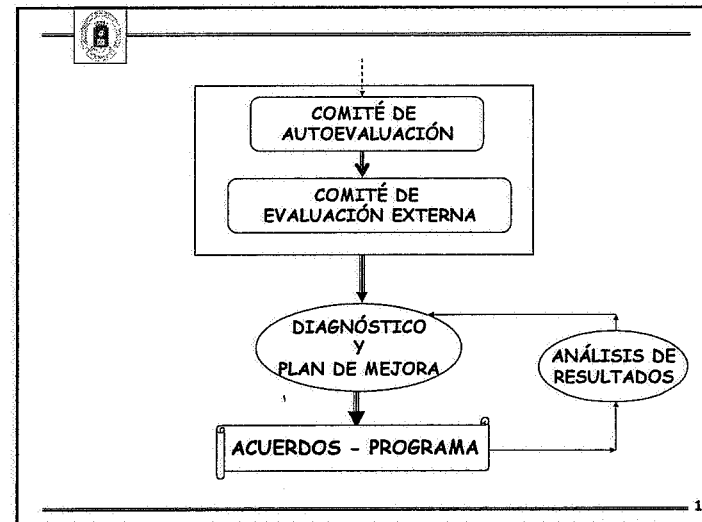 COMITÉ DE
AUTOEVALUACIÓN
COMITÉ DE
EVALUACIÓN EXTERNA
DIAGNÓSTICO
Y
PLAN DE MEJORA
ANÁLISIS DE
RESULTADOS
ACUERDOS - PROGRAMA
1